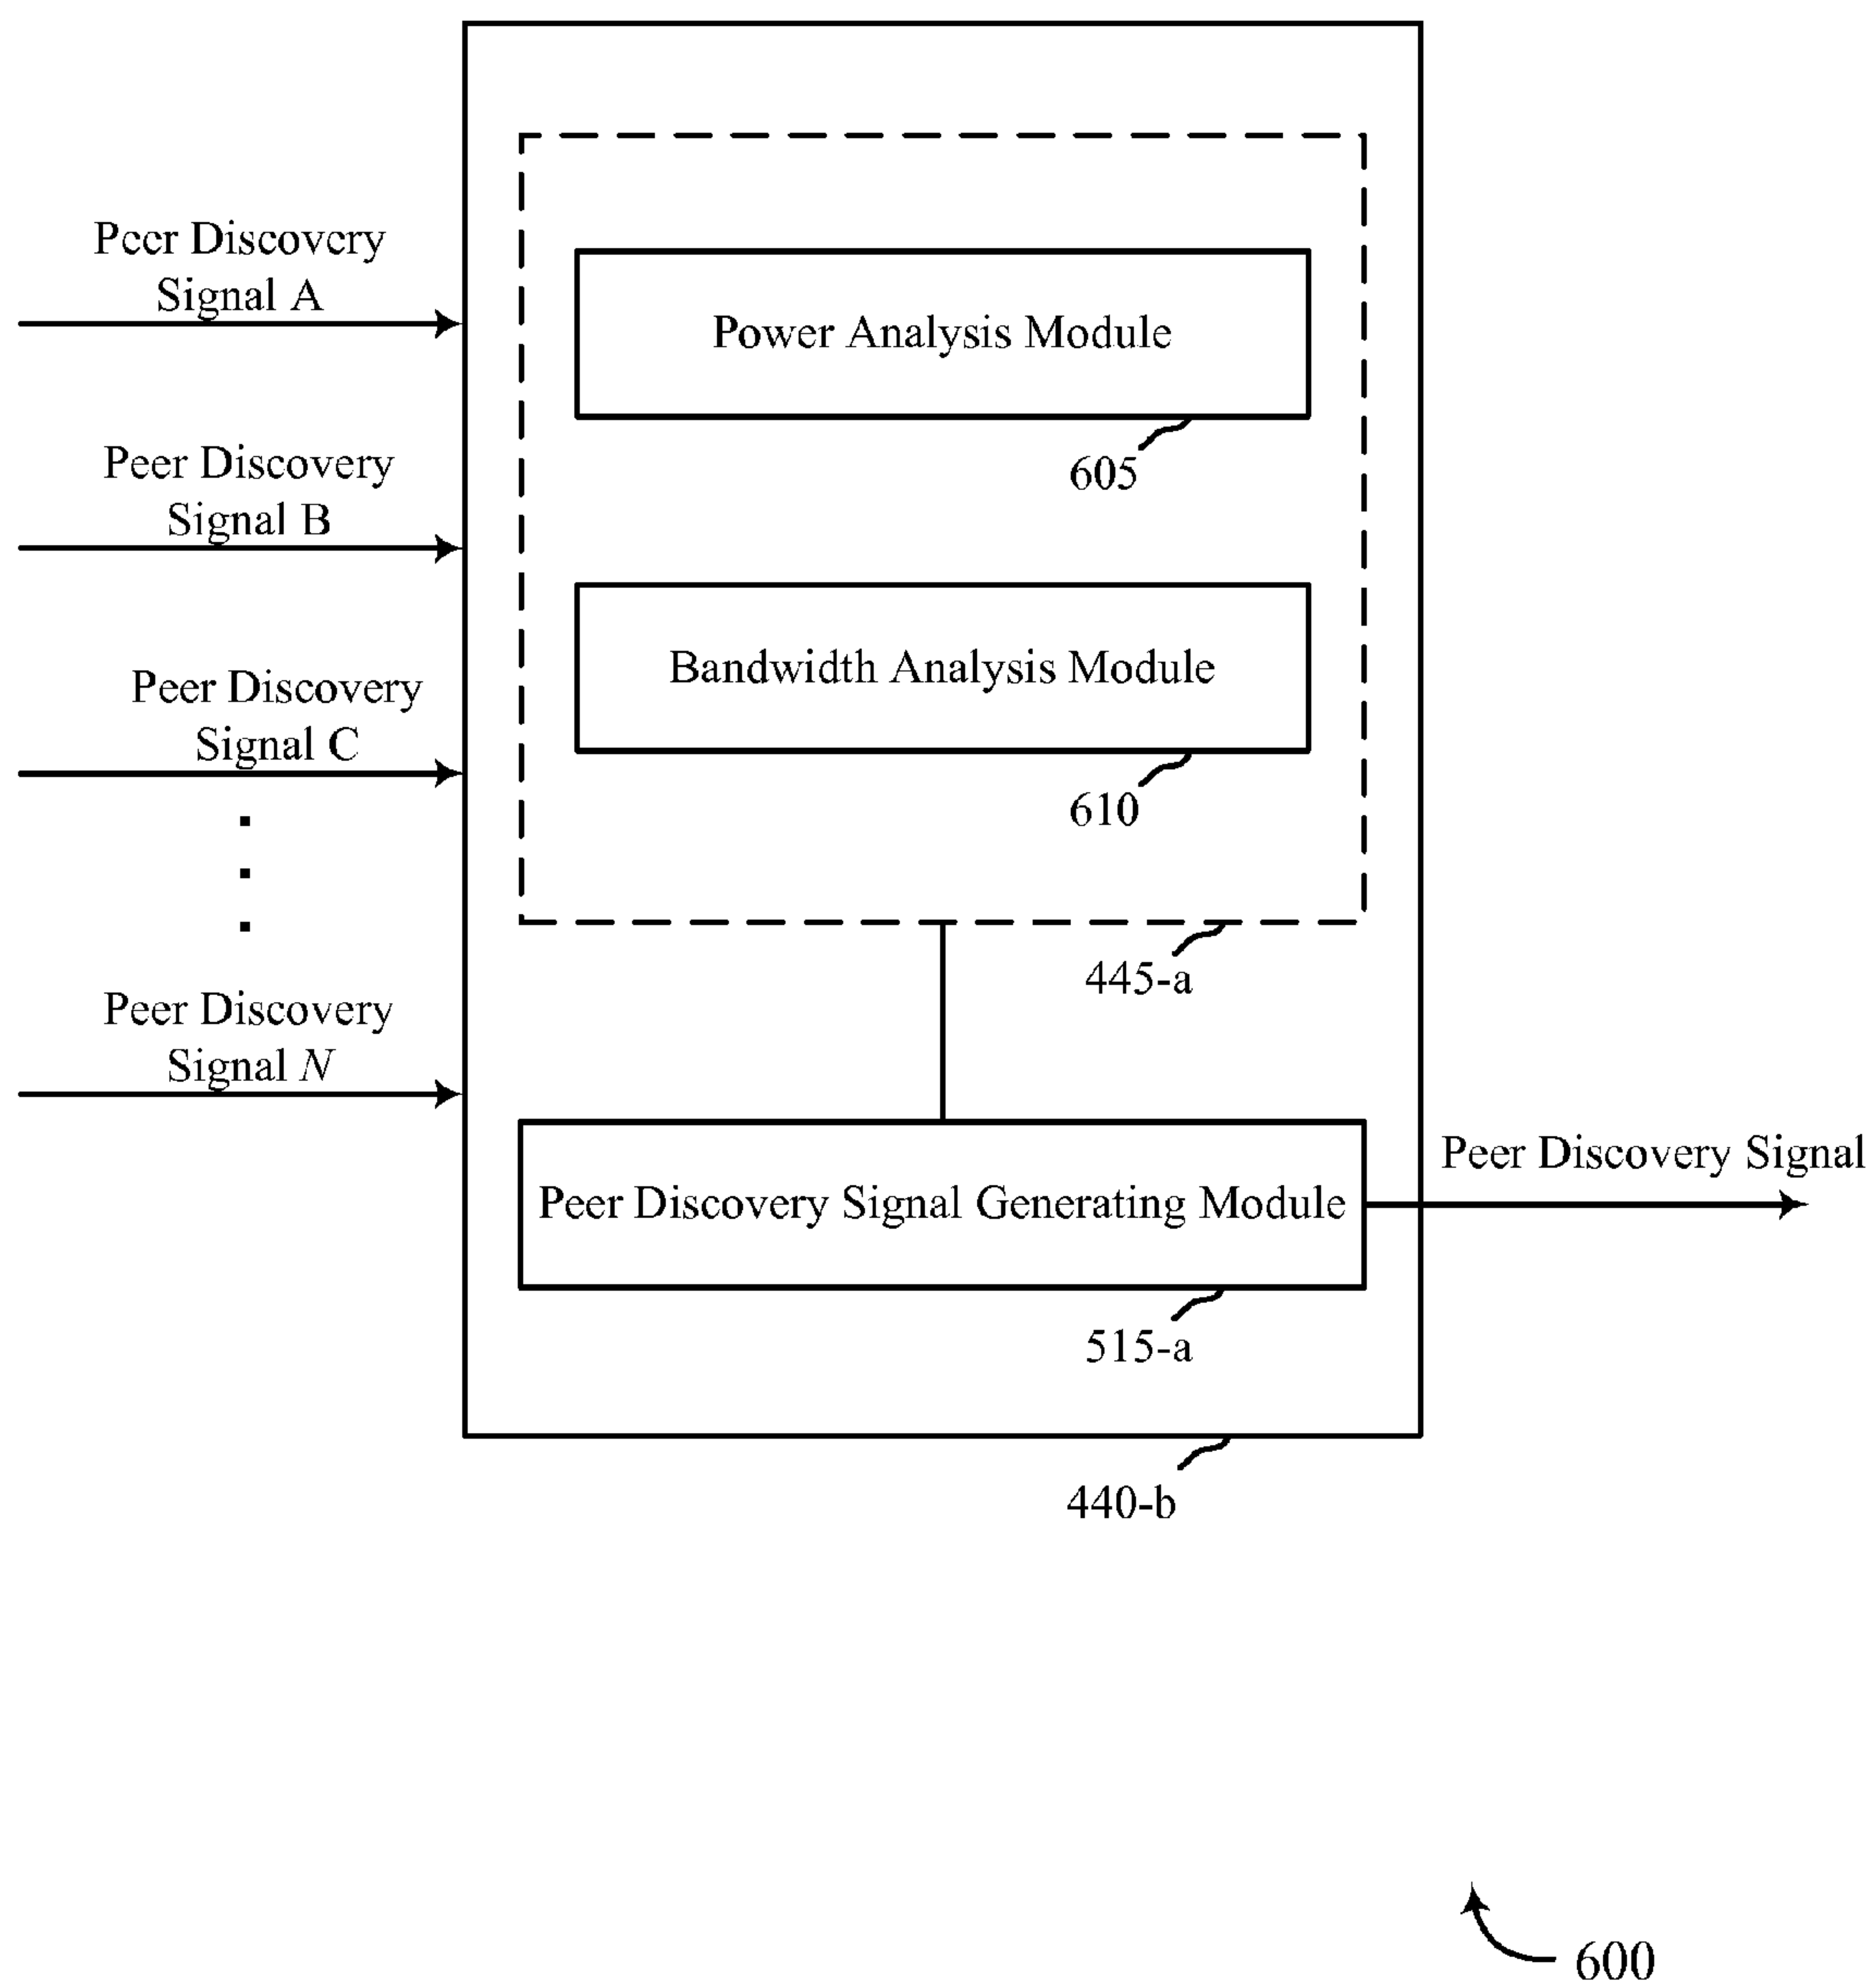 Peer Discovery
Signal A
Peer Discovery
Signal B
Peer Discovery
Signal C
Peer Discovery
Signal N
Power Analysis Module
605
Bandwidth Analysis Module
610
445-a
Peer Discovery Signal Generating Module
515-a
440-b
Peer Discovery Signal
600